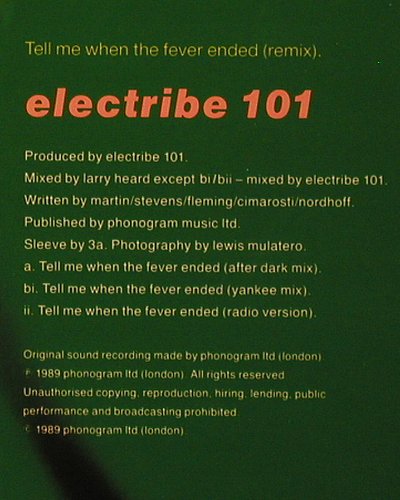 Tell me when the fever ended (remix).
electribe 101
Produced by electribe 101.
Mixed by larry heard except bi/bii – mixed by electribe 101.
Written by martin/stevens/fleming/cimarosti/nordhoff.
Published by phonogram music ltd.
Sleeve by 3a. Photography by lewis mulatero.
a. Tell me when the fever ended (after dark mix).
bi. Tell me when the fever ended (yankee mix).
ii. Tell me when the fever ended (radio version).
Original sound recording made by phonogram ltd (london)
℗ 1989 phonogram ltd (london). All rights reserved
Unauthorised copying, reproduction, hiring, lending, public
performance and broadcasting prohibited
© 1989 phonogram ltd (london).